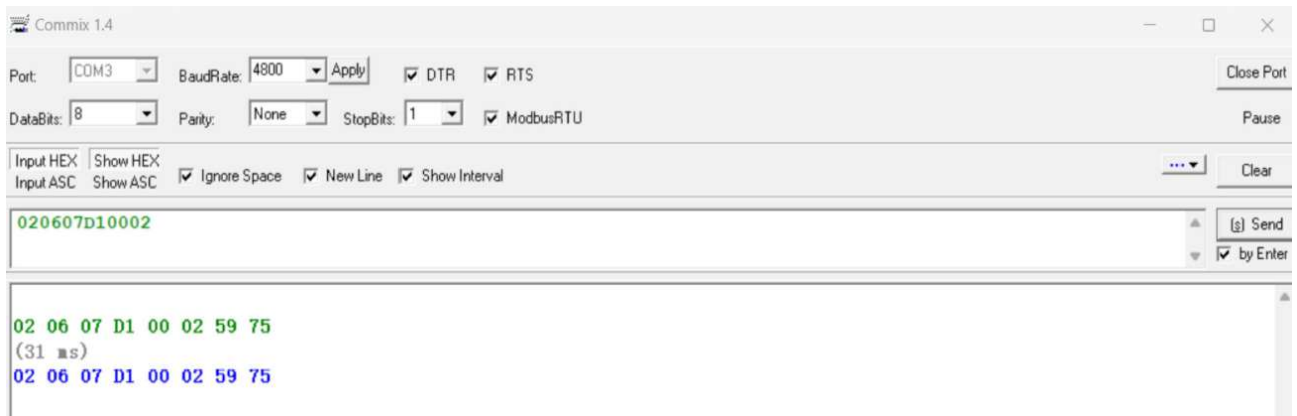 Commix 1.4
Port: COM3 BaudRate: 4800 Apply DTR RTS Close Port
DataBits: 8 Parity: None StopBits: 1 ModbusRTU Pause
Input HEX Show HEX
Input ASC Show ASC Ignore Space New Line Show Interval ... Clear
020607D10002 (s) Send
by Enter
02 06 07 D1 00 02 59 75
(31 ms)
02 06 07 D1 00 02 59 75